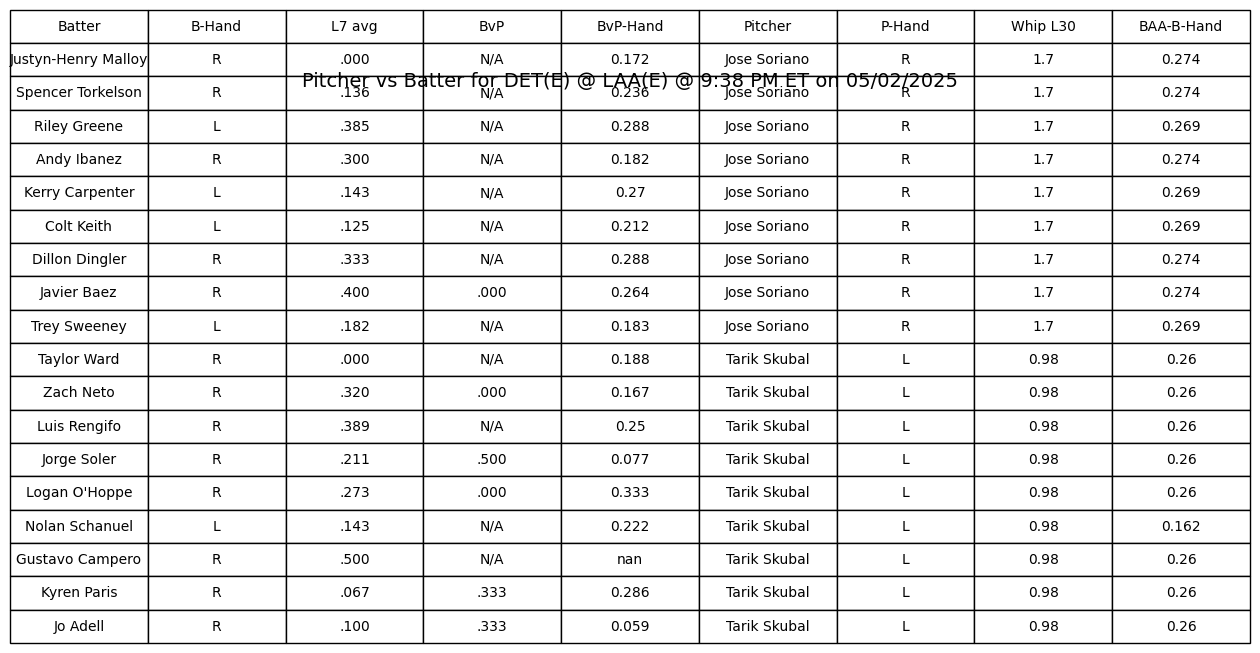 Batter B-Hand L7 avg BvP BvP-Hand Pitcher P-Hand Whip L30 BAA-B-Hand
Justyn-Henry Malloy R .000 N/A 0.172 Jose Soriano R 1.7 0.274
Pitcher vs Batter for DET(E) @ LAA(E) @ 9:38 PM ET on 05/02/2025
Spencer Torkelson R .136 N/A 0.236 Jose Soriano R 1.7 0.274
Riley Greene L .385 N/A 0.288 Jose Soriano R 1.7 0.269
Andy Ibanez R .300 N/A 0.182 Jose Soriano R 1.7 0.274
Kerry Carpenter L .143 N/A 0.27 Jose Soriano R 1.7 0.269
Colt Keith L .125 N/A 0.212 Jose Soriano R 1.7 0.269
Dillon Dingler R .333 N/A 0.288 Jose Soriano R 1.7 0.274
Javier Baez R .400 .000 0.264 Jose Soriano R 1.7 0.274
Trey Sweeney L .182 N/A 0.183 Jose Soriano R 1.7 0.269
Taylor Ward R .000 N/A 0.188 Tarik Skubal L 0.98 0.26
Zach Neto R .320 .000 0.167 Tarik Skubal L 0.98 0.26
Luis Rengifo R .389 N/A 0.25 Tarik Skubal L 0.98 0.26
Jorge Soler R .211 .500 0.077 Tarik Skubal L 0.98 0.26
Logan O'Hoppe R .273 .000 0.333 Tarik Skubal L 0.98 0.26
Nolan Schanuel L .143 N/A 0.222 Tarik Skubal L 0.98 0.162
Gustavo Campero R .500 N/A nan Tarik Skubal L 0.98 0.26
Kyren Paris R .067 .333 0.286 Tarik Skubal L 0.98 0.26
Jo Adell R .100 .333 0.059 Tarik Skubal L 0.98 0.26